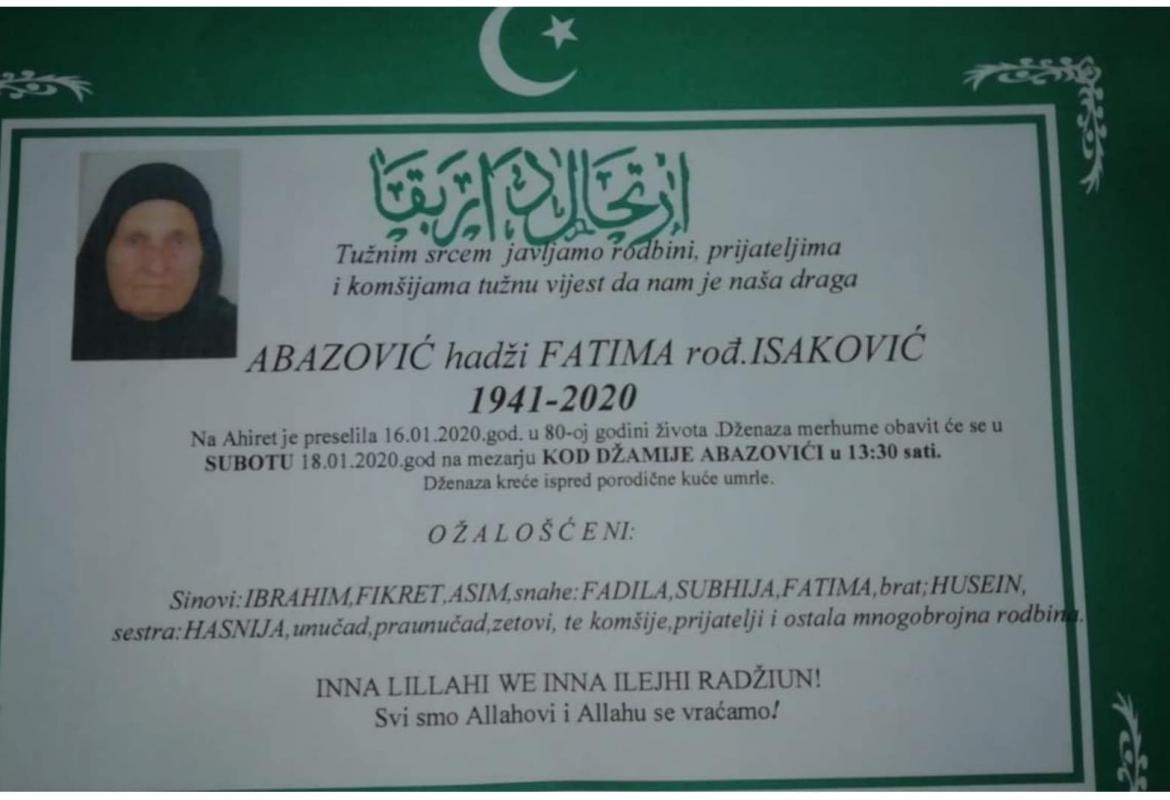 ارتحال دار بقا
Tužnim srcem javljamo rodbini, prijateljima
i komšijama tužnu vijest da nam je naša draga
ABAZOVIĆ hadži FATIMA rođ.ISAKOVIĆ
1941-2020
Na Ahiret je preselila 16.01.2020.god. u 80-oj godini života .Dženaza merhume obavit će se u
SUBOTU 18.01.2020.god na mezarju KOD DŽAMIJE ABAZOVIĆI u 13:30 sati.
Dženaza kreće ispred porodične kuće umrle.
OŽALOŠĆENI:
Sinovi:IBRAHIM,FIKRET,ASIM,snahe:FADILA,SUBHIJA,FATIMA,brat;HUSEIN,
sestra:HASNIJA,unučad,praunučad,zetovi, te komšije,prijatelji i ostala mnogobrojna rodbina.
INNA LILLAHI WE INNA ILEJHI RADŽIUN!
Svi smo Allahovi i Allahu se vraćamo!